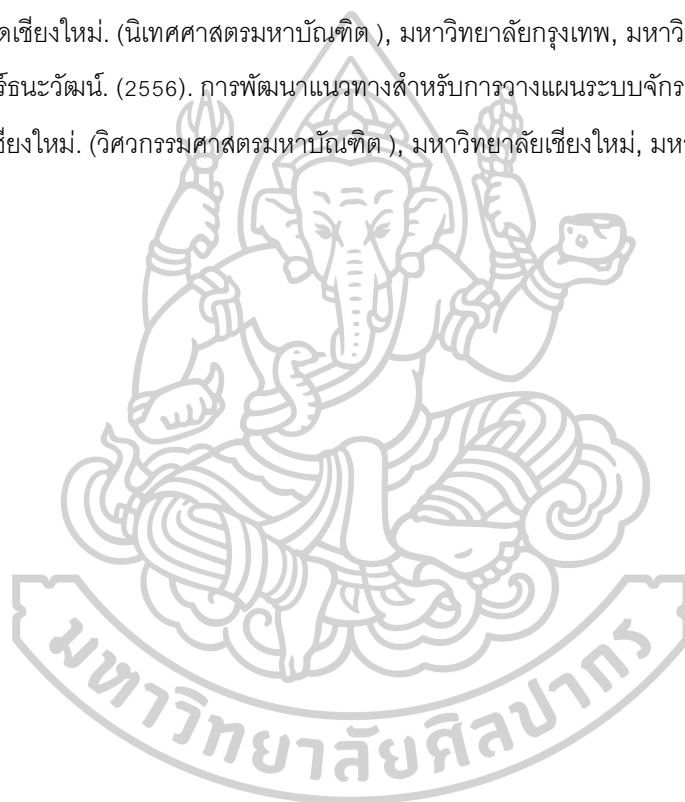 ดเชียงใหม่. (นิเทศศาสตรมหาบัณฑิต ), มหาวิทยาลัยกรุงเทพ, มหาวิ
ร์ธนะวัฒน์. (2556). การพัฒนาแนวทางสำหรับการวางแผนระบบจักร
ชียงใหม่. (วิศวกรรมศาสตรมหาบัณฑิต ), มหาวิทยาลัยเชียงใหม่, มหา
มหาวิทยาลัยศิลปากร